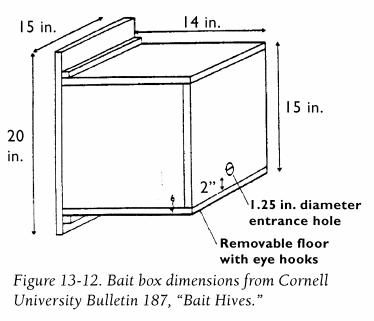 15 in.
14 in.
20
in.
15 in.
2”
1.25 in. diameter
entrance hole
Removable floor
with eye hooks
Figure 13-12. Bait box dimensions from Cornell
University Bulletin 187, “Bait Hives.”